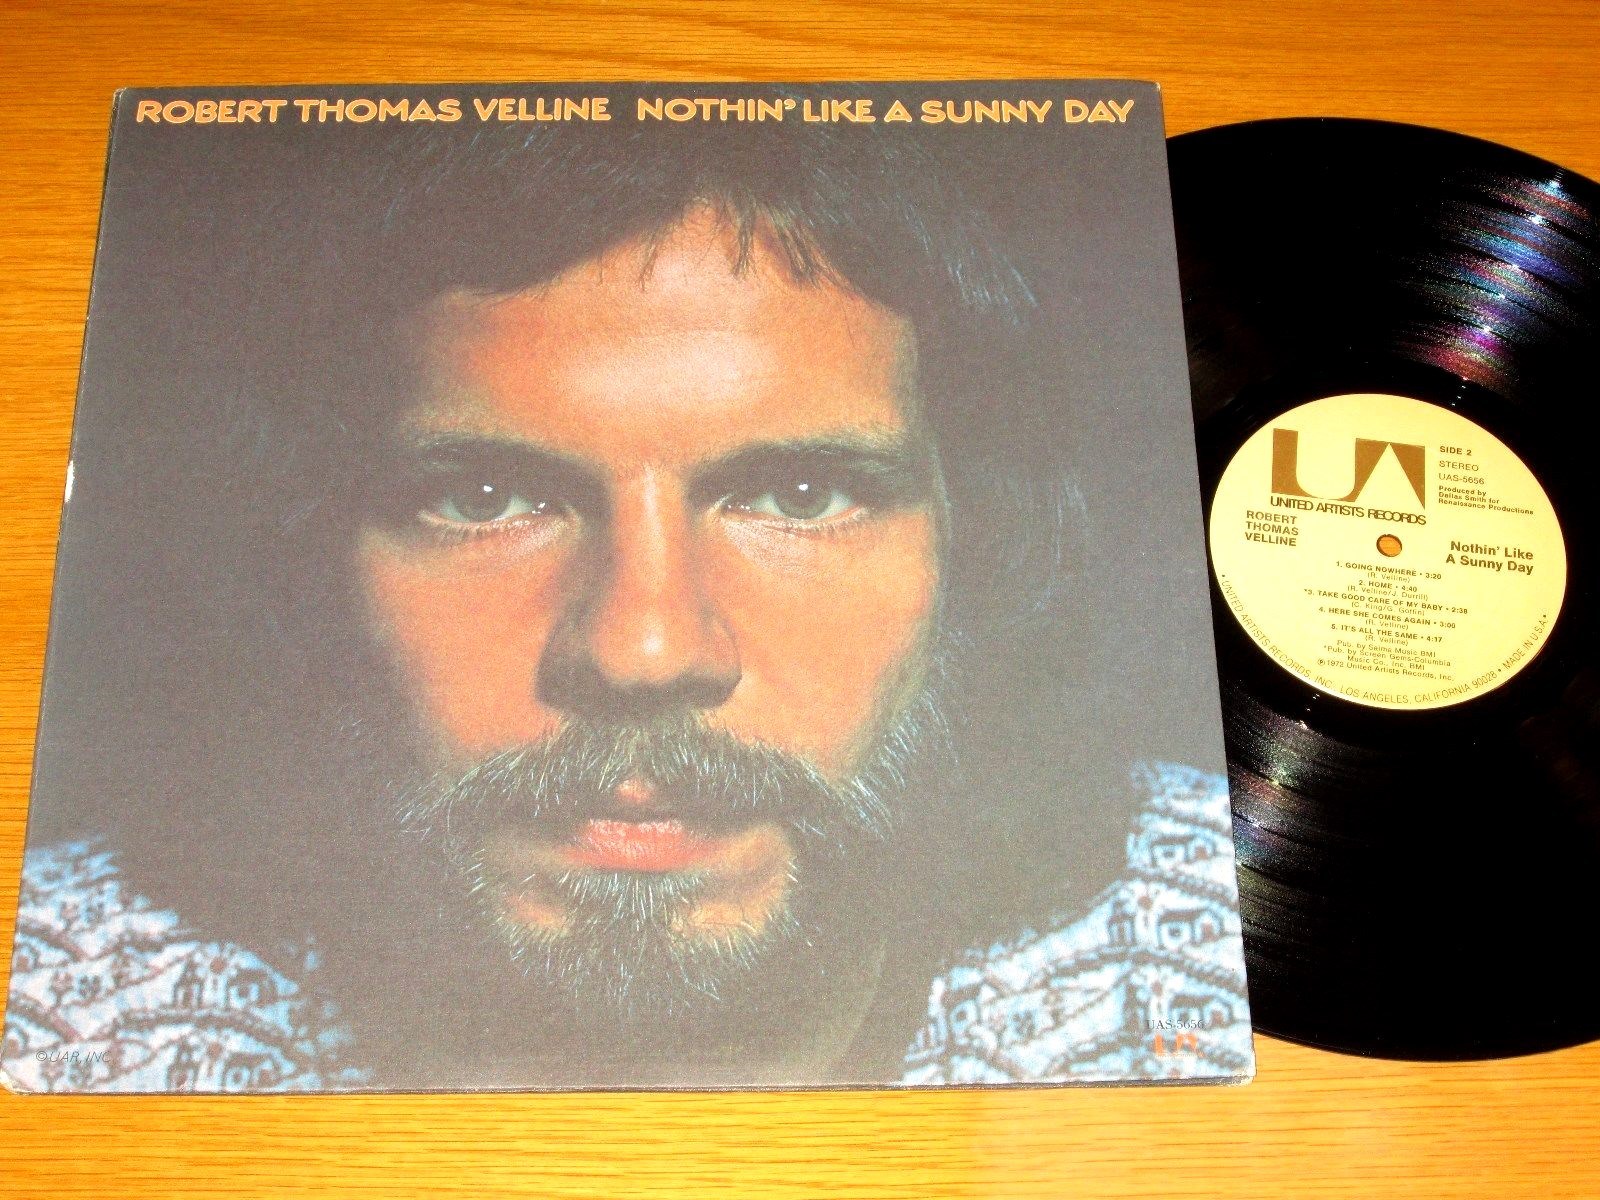 ROBERT THOMAS VELLINE NOTHIN' LIKE A SUNNY DAY
©UAR, INC.
UAS-5656
UA
UA
UNITED ARTISTS RECORDS
SIDE 2
STEREO
UAS-5656
Produced by
Dallas Smith for
Renaissance Productions
ROBERT
THOMAS
VELLINE
Nothin' Like
A Sunny Day
1. GOING NOWHERE • 3:20
(R. Velline)
2. HOME • 4:40
(R. Velline/J. Durrill)
*3. TAKE GOOD CARE OF MY BABY • 2:38
(C. King/G. Goffin)
4. HERE SHE COMES AGAIN • 3:00
(R. Velline)
5. IT'S ALL THE SAME • 4:17
(R. Velline)
Pub. by Saima Music BMI
*Pub. by Screen Gems-Columbia
Music Co., Inc. BMI
℗1972 United Artists Records, Inc.
• UNITED ARTISTS RECORDS, INC., LOS ANGELES, CALIFORNIA 90028 • MADE IN U.S.A. •